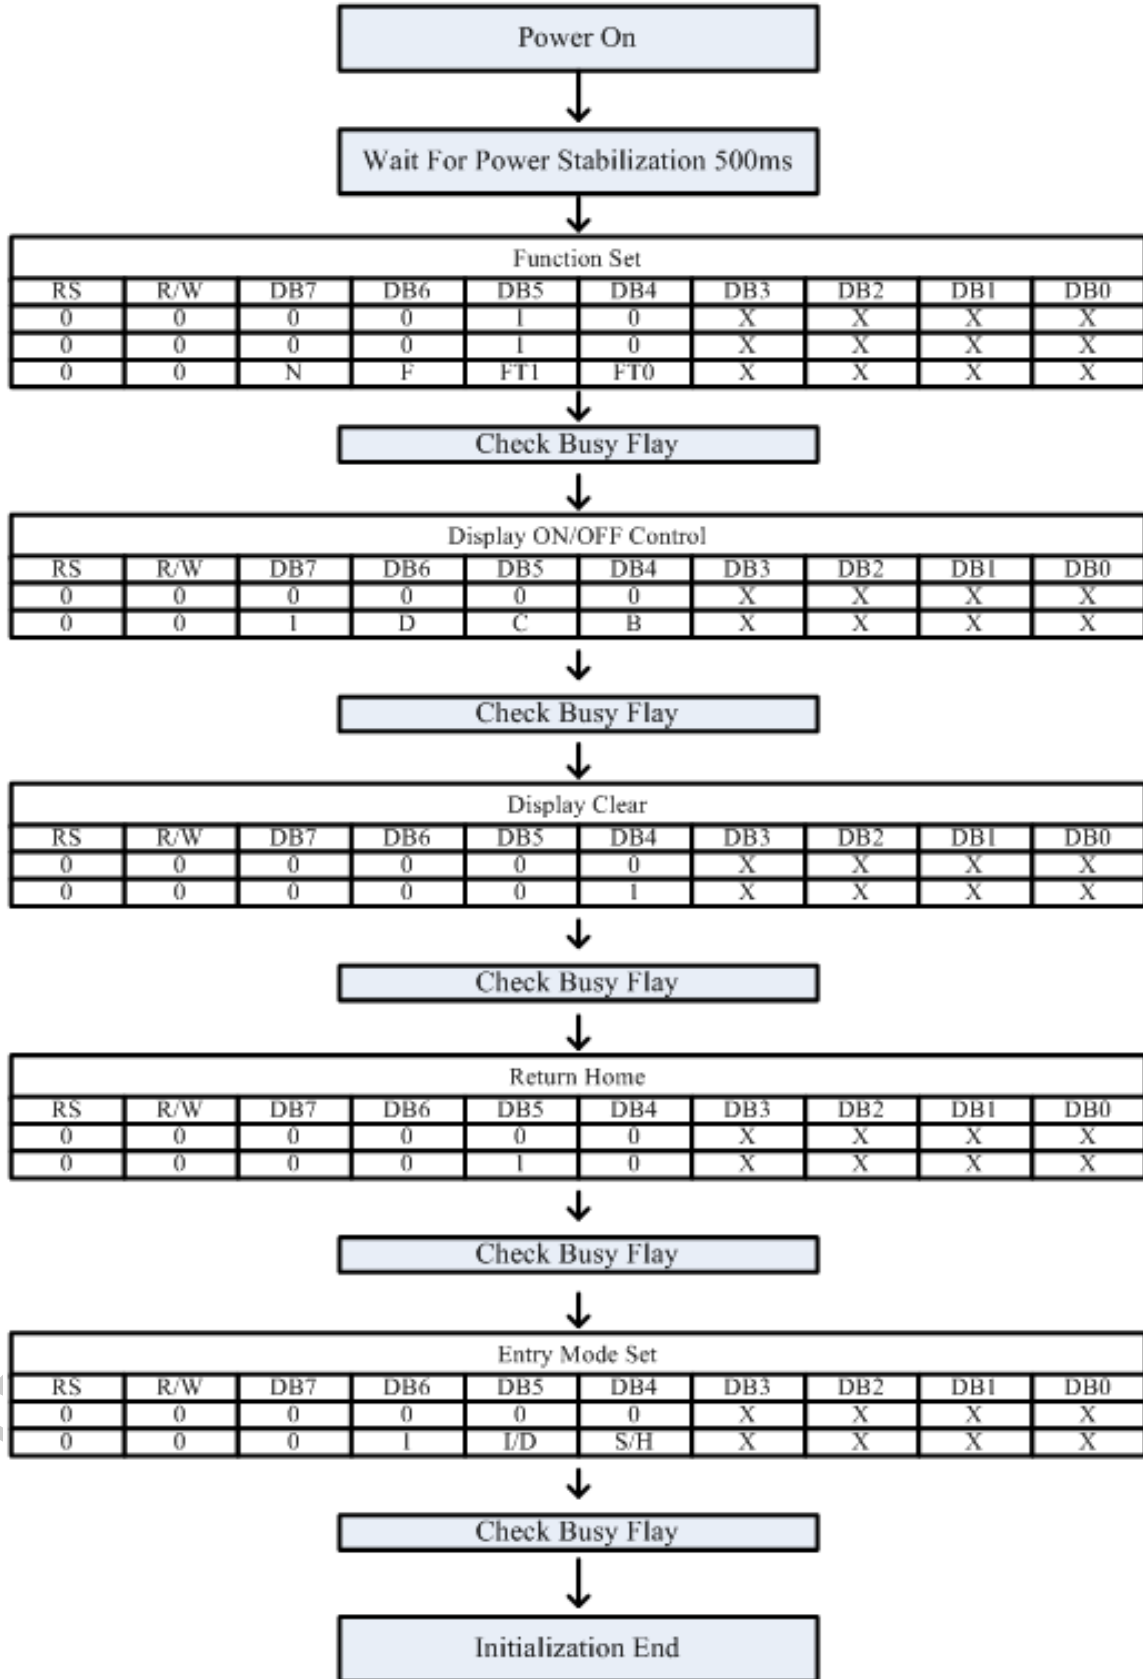 Power On
Wait For Power Stabilization 500ms
Function Set
RS R/W DB7 DB6 DB5 DB4 DB3 DB2 DB1 DB0
0 0 0 0 1 0 X X X X
0 0 0 0 1 0 X X X X
0 0 N F FT1 FT0 X X X X
Check Busy Flay
Display ON/OFF Control
RS R/W DB7 DB6 DB5 DB4 DB3 DB2 DB1 DB0
0 0 0 0 0 0 X X X X
0 0 1 D C B X X X X
Check Busy Flay
Display Clear
RS R/W DB7 DB6 DB5 DB4 DB3 DB2 DB1 DB0
0 0 0 0 0 0 X X X X
0 0 0 0 0 1 X X X X
Check Busy Flay
Return Home
RS R/W DB7 DB6 DB5 DB4 DB3 DB2 DB1 DB0
0 0 0 0 0 0 X X X X
0 0 0 0 1 0 X X X X
Check Busy Flay
Entry Mode Set
RS R/W DB7 DB6 DB5 DB4 DB3 DB2 DB1 DB0
0 0 0 0 0 0 X X X X
0 0 0 1 I/D S/H X X X X
Check Busy Flay
Initialization End